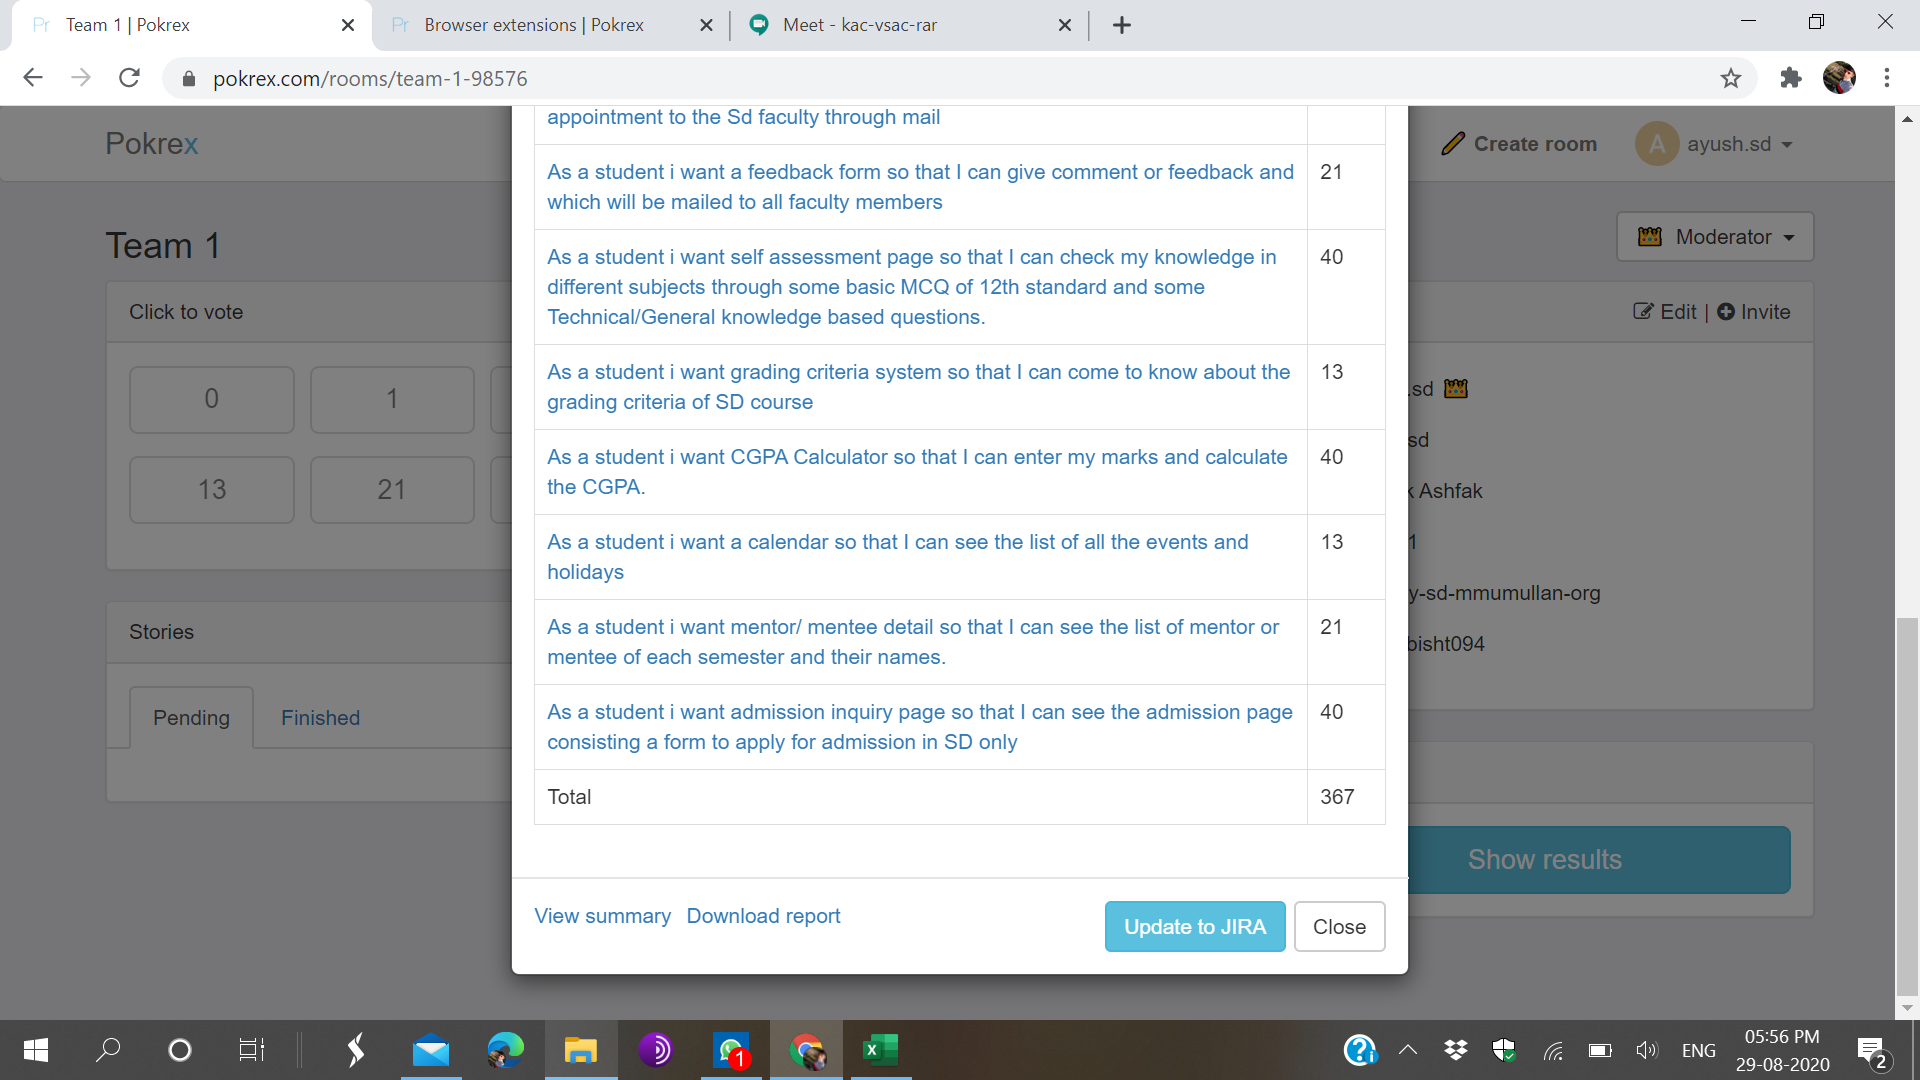 Team 1 | Pokrex
Browser extensions | Pokrex
Meet - kac-vsac-rar
pokrex.com/rooms/team-1-98576
Pokrex
Create room
A
ayush.sd
appointment to the Sd faculty through mail
As a student i want a feedback form so that I can give comment or feedback and
which will be mailed to all faculty members
21
As a student i want self assessment page so that I can check my knowledge in
different subjects through some basic MCQ of 12th standard and some
Technical/General knowledge based questions.
40
As a student i want grading criteria system so that I can come to know about the
grading criteria of SD course
13
As a student i want CGPA Calculator so that I can enter my marks and calculate
the CGPA.
40
As a student i want a calendar so that I can see the list of all the events and
holidays
13
As a student i want mentor/ mentee detail so that I can see the list of mentor or
mentee of each semester and their names.
21
As a student i want admission inquiry page so that I can see the admission page
consisting a form to apply for admission in SD only
40
Total
367
View summary
Download report
Update to JIRA
Close
Team 1
Click to vote
0
1
13
21
Stories
Pending
Finished
Moderator
Edit | Invite
.sd
sd
Ashfak
1
y-sd-mmumullan-org
bisht094
Show results
1
ENG
05:56 PM
29-08-2020
2